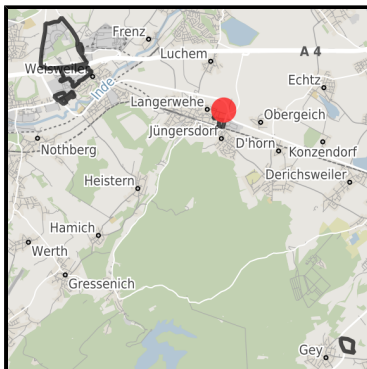 Frenz
Luchem
A 4
Weisweiler
Echtz
Inde
Langerwehe
Obergeich
Jüngersdorf
D'horn
Konzendorf
Nothberg
Heistern
Derichsweiler
Hamich
Werth
Gressenich
Gey